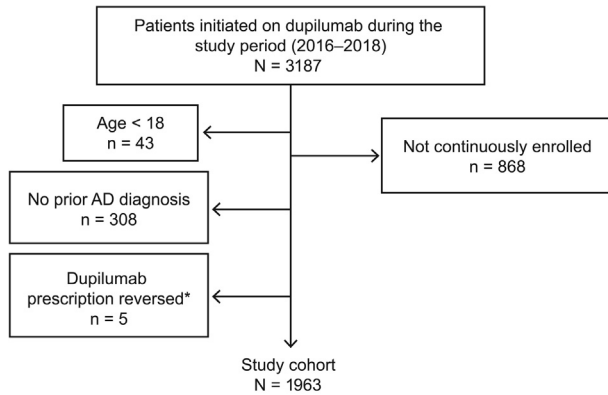 Patients initiated on dupilumab during the
study period (2016–2018)
N = 3187
Age < 18
n = 43
Not continuously enrolled
n = 868
No prior AD diagnosis
n = 308
Dupilumab
prescription reversed*
n = 5
Study cohort
N = 1963